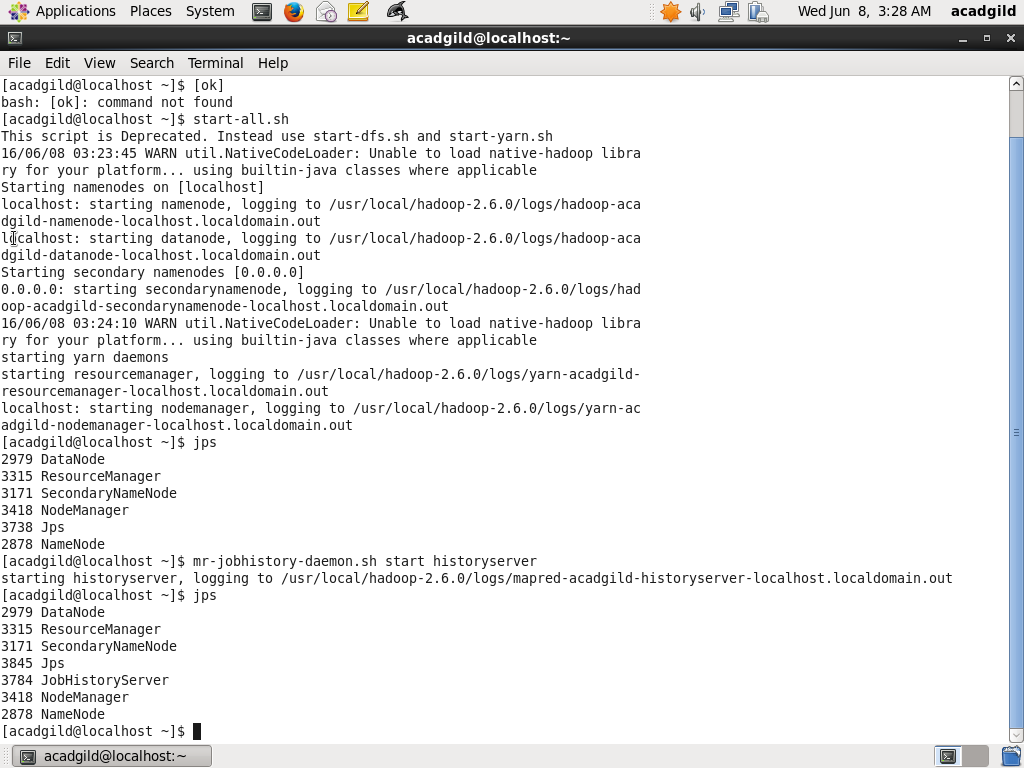 Applications Places System Wed Jun 8, 3:28 AM acadgild
acadgild@localhost:~
File Edit View Search Terminal Help
[acadgild@localhost ~]$ [ok]
bash: [ok]: command not found
[acadgild@localhost ~]$ start-all.sh
This script is Deprecated. Instead use start-dfs.sh and start-yarn.sh
16/06/08 03:23:45 WARN util.NativeCodeLoader: Unable to load native-hadoop libra
ry for your platform... using builtin-java classes where applicable
Starting namenodes on [localhost]
localhost: starting namenode, logging to /usr/local/hadoop-2.6.0/logs/hadoop-aca
dgild-namenode-localhost.localdomain.out
localhost: starting datanode, logging to /usr/local/hadoop-2.6.0/logs/hadoop-aca
dgild-datanode-localhost.localdomain.out
Starting secondary namenodes [0.0.0.0]
0.0.0.0: starting secondarynamenode, logging to /usr/local/hadoop-2.6.0/logs/had
oop-acadgild-secondarynamenode-localhost.localdomain.out
16/06/08 03:24:10 WARN util.NativeCodeLoader: Unable to load native-hadoop libra
ry for your platform... using builtin-java classes where applicable
starting yarn daemons
starting resourcemanager, logging to /usr/local/hadoop-2.6.0/logs/yarn-acadgild-
resourcemanager-localhost.localdomain.out
localhost: starting nodemanager, logging to /usr/local/hadoop-2.6.0/logs/yarn-ac
adgild-nodemanager-localhost.localdomain.out
[acadgild@localhost ~]$ jps
2979 DataNode
3315 ResourceManager
3171 SecondaryNameNode
3418 NodeManager
3738 Jps
2878 NameNode
[acadgild@localhost ~]$ mr-jobhistory-daemon.sh start historyserver
starting historyserver, logging to /usr/local/hadoop-2.6.0/logs/mapred-acadgild-historyserver-localhost.localdomain.out
[acadgild@localhost ~]$ jps
2979 DataNode
3315 ResourceManager
3171 SecondaryNameNode
3845 Jps
3784 JobHistoryServer
3418 NodeManager
2878 NameNode
[acadgild@localhost ~]$
acadgild@localhost:~